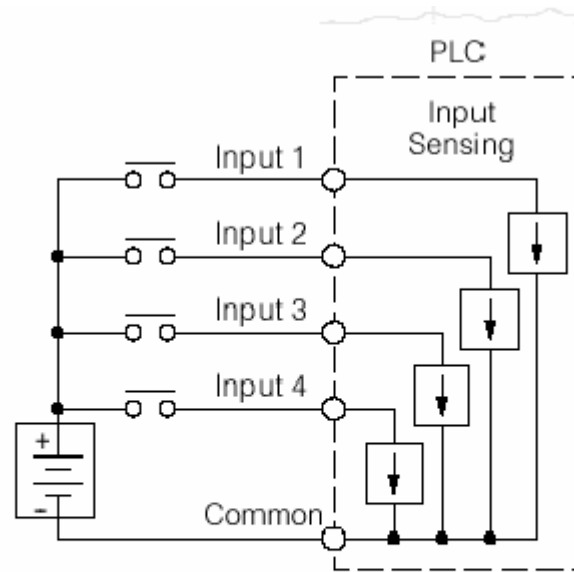 PLC
Input
Sensing
Input 1
Input 2
Input 3
Input 4
+
-
Common